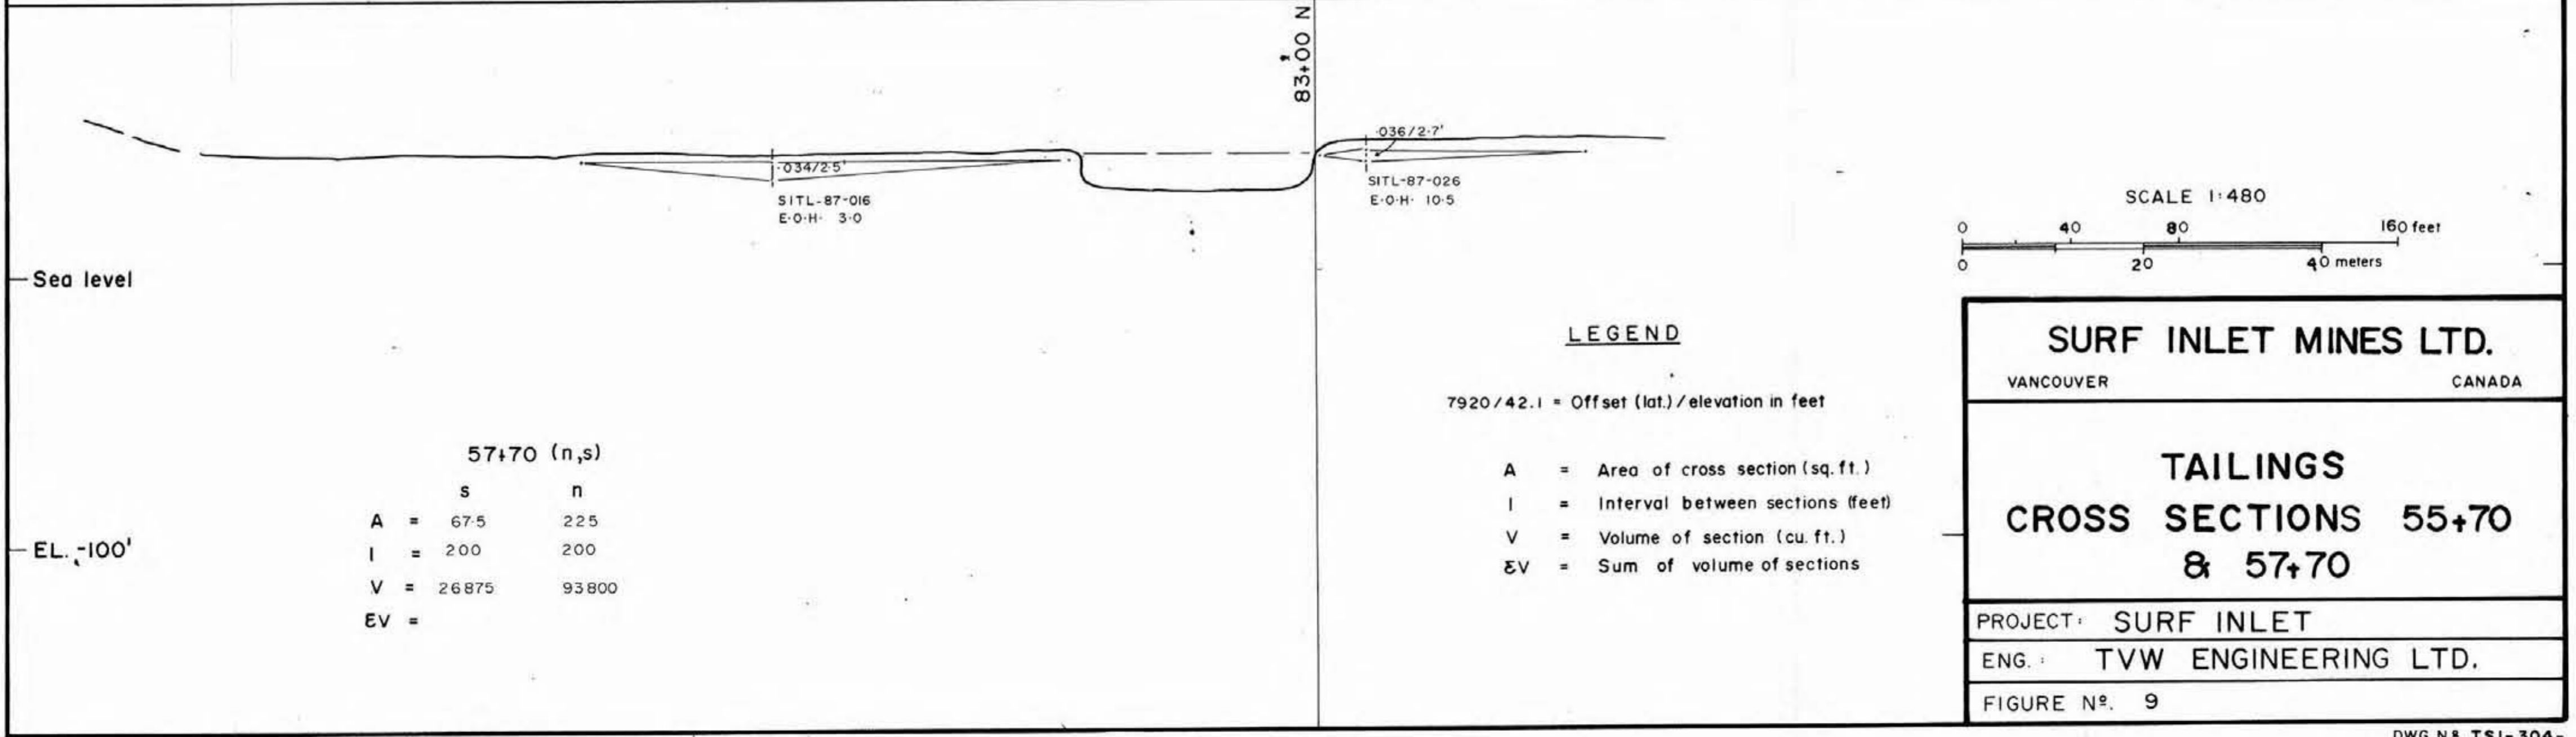 83+00 N
·036/2·7'
·034/2·5'
SITL-87-016
E·O·H· 3·0
SITL-87-026
E·O·H· 10·5
SCALE 1:480
0 40 80 160 feet
0 20 40 meters
Sea level
EL. -100'
57+70 (n,s)
s n
A = 67·5 225
I = 200 200
V = 26875 93800
ƐV =
LEGEND
7920/42.1 = Offset (lat.)/elevation in feet
A = Area of cross section (sq. ft.)
I = Interval between sections (feet)
V = Volume of section (cu. ft.)
ƐV = Sum of volume of sections
SURF INLET MINES LTD.
VANCOUVER CANADA
TAILINGS
CROSS SECTIONS 55+70
& 57+70
PROJECT: SURF INLET
ENG.: TVW ENGINEERING LTD.
FIGURE Nº. 9